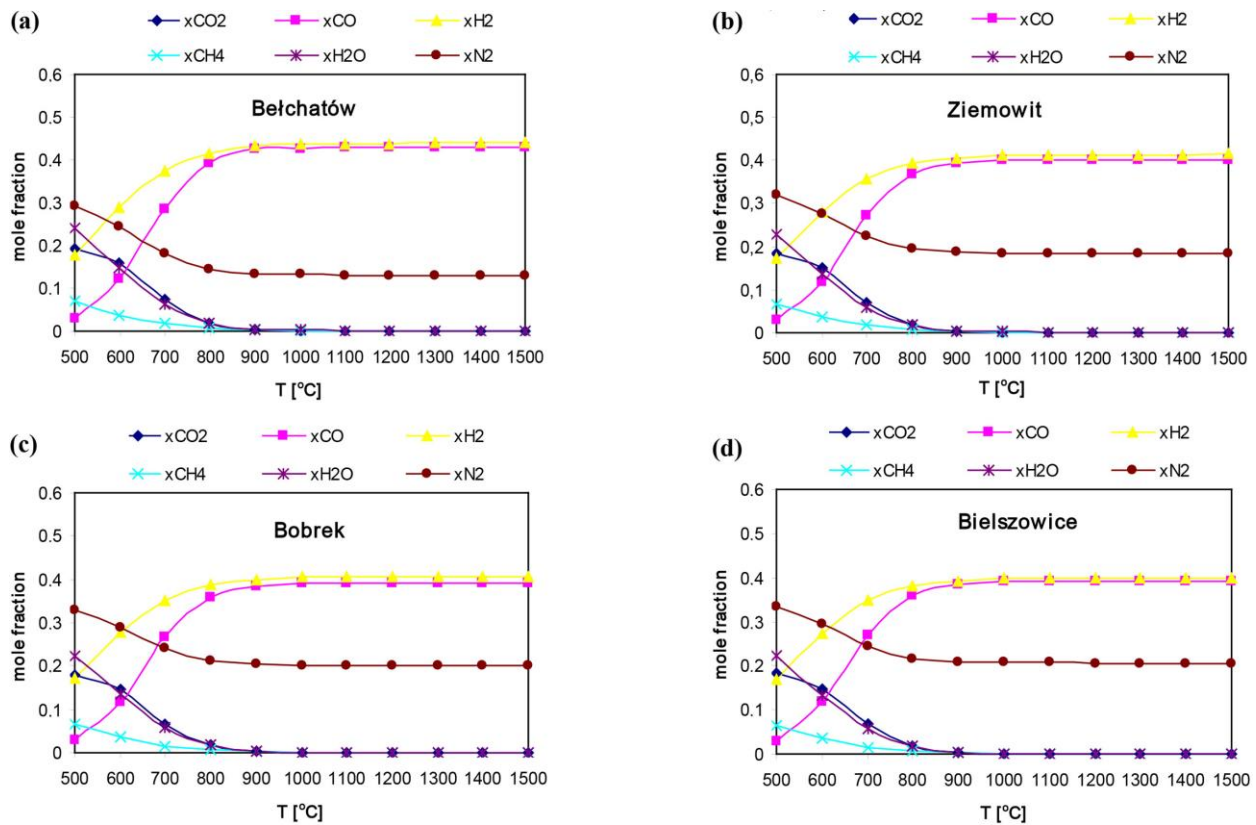 (a)
xCO2 xCO xH2
xCH4 xH2O xN2
0,6
0,5
0,4
0,3
0,2
0,1
0
mole fraction
Bełchatów
500 600 700 800 900 1000 1100 1200 1300 1400 1500
T [°C]
(b)
xCO2 xCO xH2
xCH4 xH2O xN2
0,6
0,5
0,4
0,3
0,2
0,1
0
mole fraction
Ziemowit
500 600 700 800 900 1000 1100 1200 1300 1400 1500
T [°C]
(c)
xCO2 xCO xH2
xCH4 xH2O xN2
0,6
0,5
0,4
0,3
0,2
0,1
0
mole fraction
Bobrek
500 600 700 800 900 1000 1100 1200 1300 1400 1500
T [°C]
(d)
xCO2 xCO xH2
xCH4 xH2O xN2
0,6
0,5
0,4
0,3
0,2
0,1
0
mole fraction
Bielszowice
500 600 700 800 900 1000 1100 1200 1300 1400 1500
T [°C]